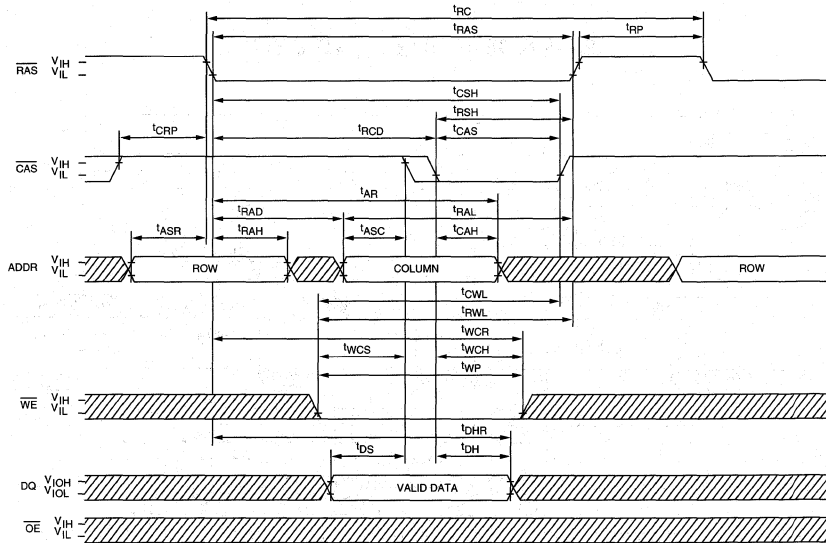 tRC
tRAS
tRP
RAS VIH
VIL
tCSH
tRSH
tCRP
tRCD
tCAS
CAS VIH
VIL
tAR
tRAD
tRAL
tASR
tRAH
tASC
tCAH
ADDR VIH
VIL
ROW
COLUMN
ROW
tCWL
tRWL
tWCR
tWCS
tWCH
tWP
WE VIH
VIL
tDHR
tDS
tDH
DQ VIOH
VIOL
VALID DATA
OE VIH
VIL